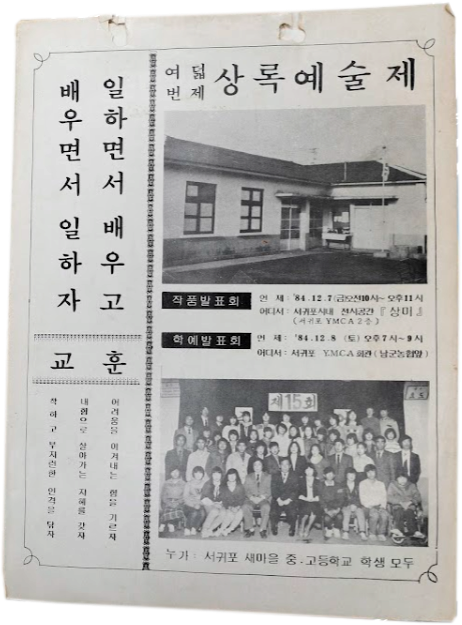 여덟번제 상록예술제
일하면서 배우고
배우면서 일하자
작품발표회
언제: '84.12.7(금)오전10시~오후11시
어디서: 서귀포시내 전시공간 『상미』
(서귀포 Y.M.C.A 2층)
학예발표회
언제: '84.12.8 (토) 오후7시~9시
어디서: 서귀포 Y.M.C.A 회관 (남군농협앞)
교훈
어려움을 이겨내는 힘을 기르자
내힘으로 살아가는 지혜를 갖자
착하고 부지런한 인격을 닦자
제15회
누가: 서귀포 새마을 중·고등학교 학생 모두